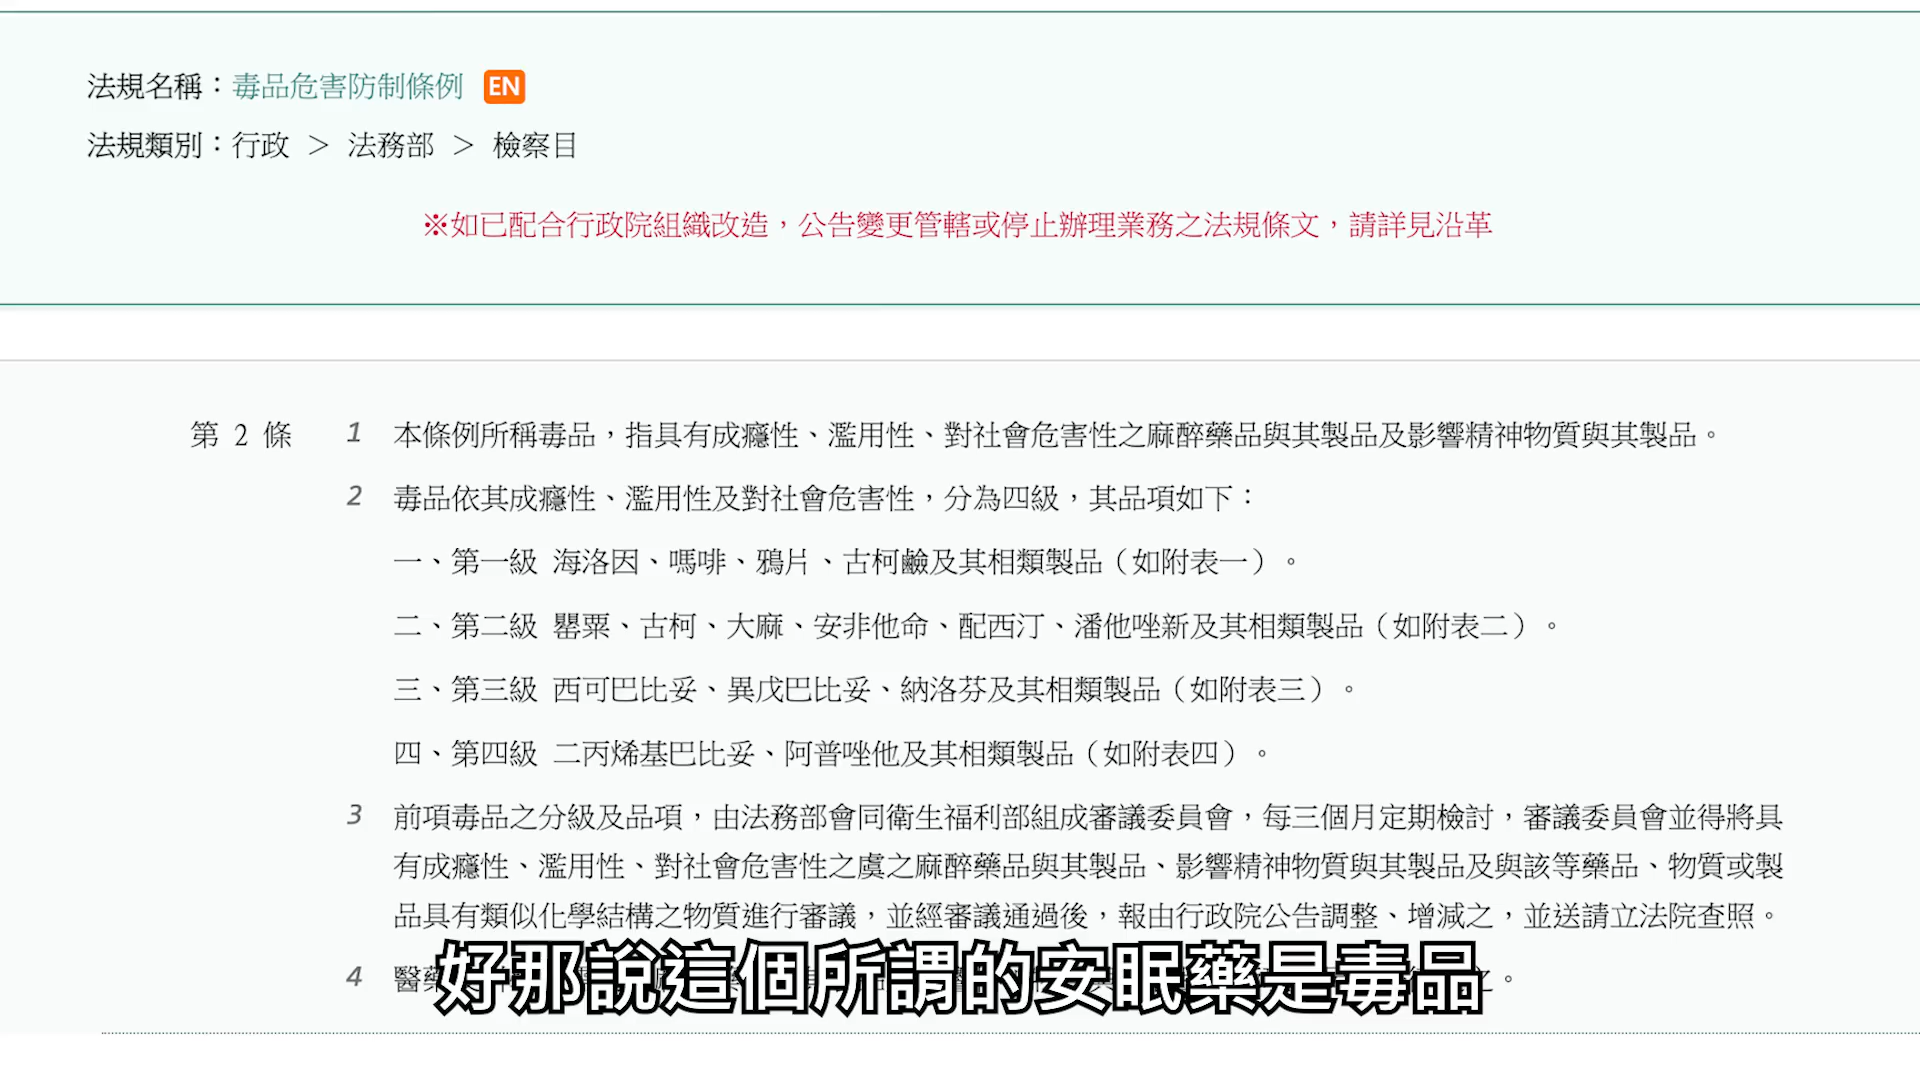 法規名稱：毒品危害防制條例 EN
法規類別：行政 > 法務部 > 檢察目
※如已配合行政院組織改造，公告變更管轄或停止辦理業務之法規條文，請詳見沿革
第 2 條 1 本條例所稱毒品，指具有成癮性、濫用性、對社會危害性之麻醉藥品與其製品及影響精神物質與其製品。
2 毒品依其成癮性、濫用性及對社會危害性，分為四級，其品項如下：
一、第一級 海洛因、嗎啡、鴉片、古柯鹼及其相類製品（如附表一）。
二、第二級 罌粟、古柯、大麻、安非他命、配西汀、潘他唑新及其相類製品（如附表二）。
三、第三級 西可巴比妥、異戊巴比妥、納洛芬及其相類製品（如附表三）。
四、第四級 二丙烯基巴比妥、阿普唑他及其相類製品（如附表四）。
3 前項毒品之分級及品項，由法務部會同衛生福利部組成審議委員會，每三個月定期檢討，審議委員會並得將具
有成癮性、濫用性、對社會危害性之虞之麻醉藥品與其製品、影響精神物質與其製品及與該等藥品、物質或製
品具有類似化學結構之物質進行審議，並經審議通過後，報由行政院公告調整、增減之，並送請立法院查照。
4 醫藥
好那說這個所謂的安眠藥是毒品